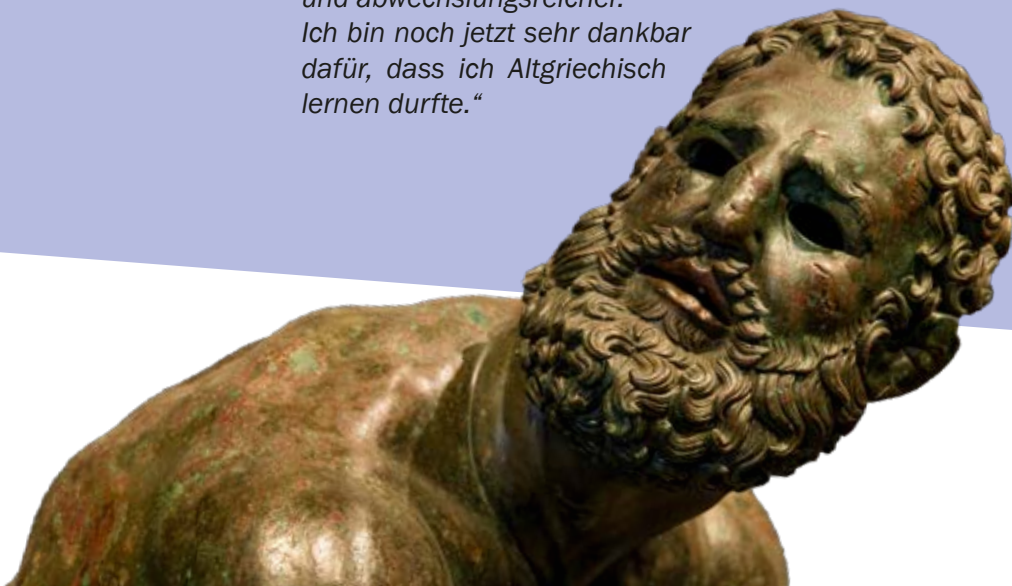 und abwechslungsreicher.
Ich bin noch jetzt sehr dankbar
dafür, dass ich Altgriechisch
lernen durfte.“